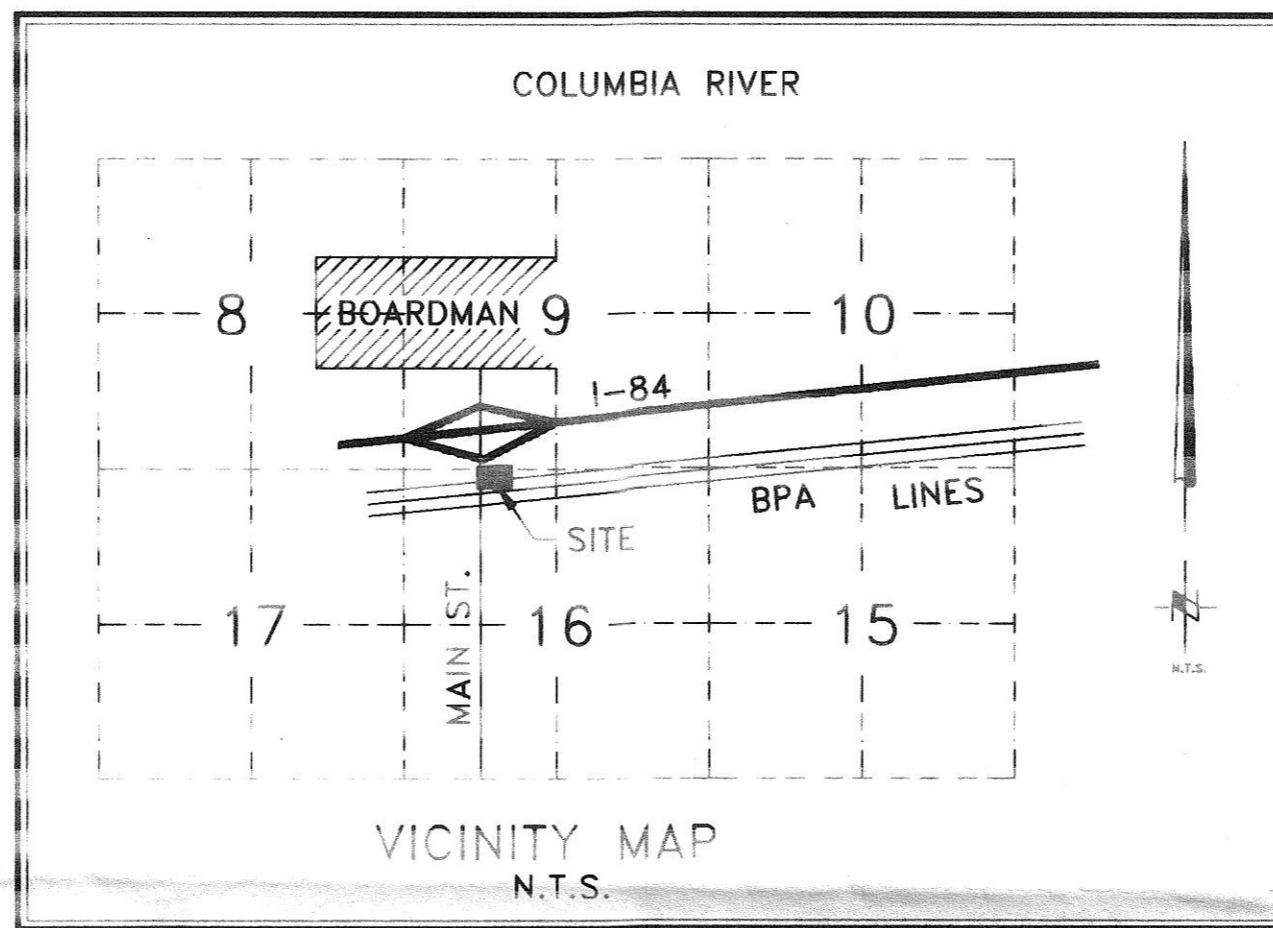 COLUMBIA RIVER
8
BOARDMAN
9
10
I-84
BPA LINES
SITE
17
MAIN ST.
16
15
N
N.T.S.
VICINITY MAP
N.T.S.